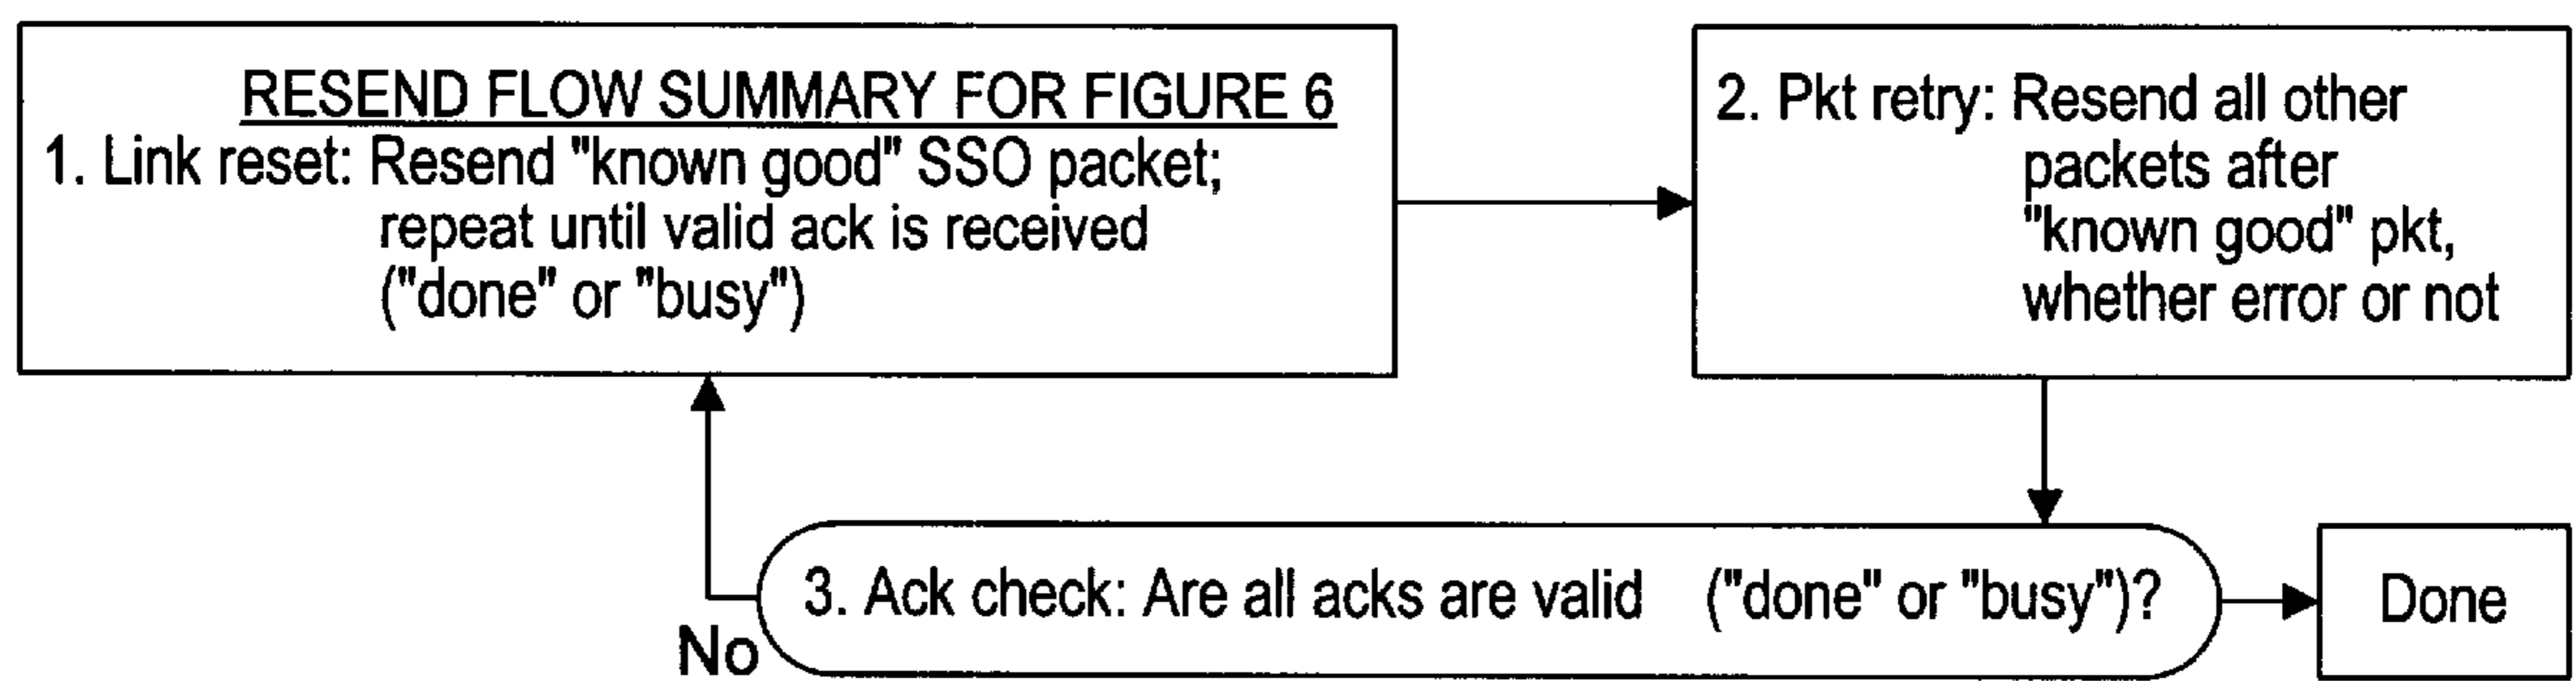 RESEND FLOW SUMMARY FOR FIGURE 6
1. Link reset: Resend "known good" SSO packet;
repeat until valid ack is received
("done" or "busy")
2. Pkt retry: Resend all other
packets after
"known good" pkt,
whether error or not
3. Ack check: Are all acks are valid ("done" or "busy")?
No
Done